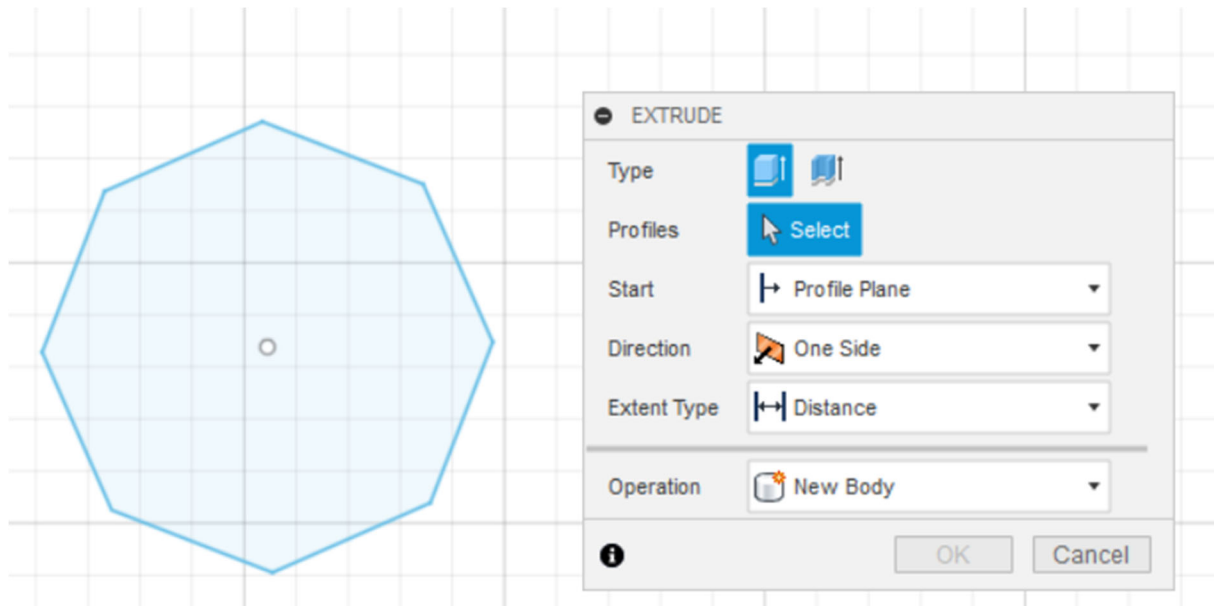 EXTRUDE
Type
Profiles Select
Start Profile Plane
Direction One Side
Extent Type Distance
Operation New Body
OK Cancel